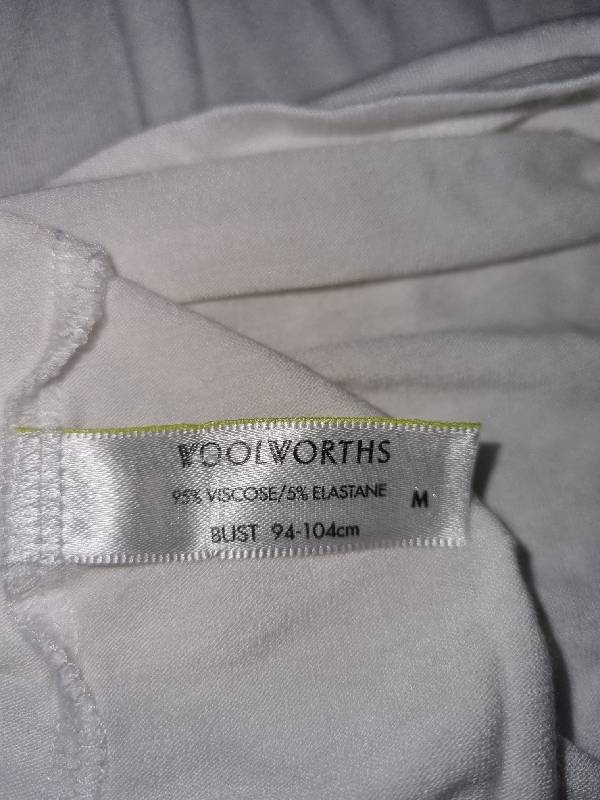 WOOLWORTHS
95% VISCOSE/5% ELASTANE M
BUST 94-104cm